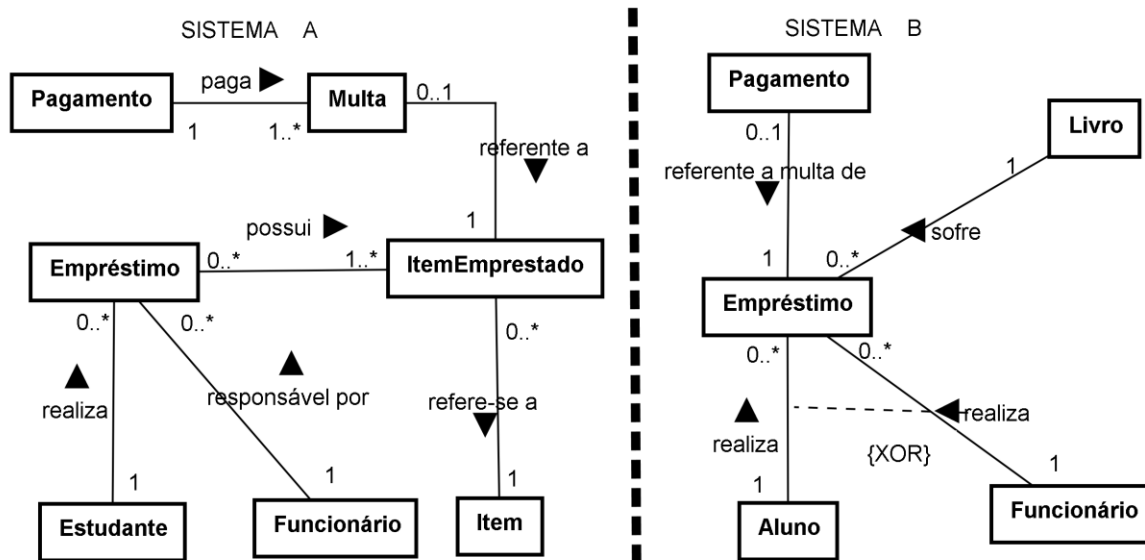 SISTEMA A
Pagamento
paga
Multa
1
1..*
0..1
referente a
1
possui
Empréstimo
0..*
1..*
ItemEmprestado
0..*
0..*
0..*
realiza
responsável por
refere-se a
1
1
1
Estudante
Funcionário
Item
SISTEMA B
Pagamento
0..1
Livro
1
referente a multa de
sofre
1
0..*
Empréstimo
0..*
0..*
realiza
realiza
{XOR}
1
1
Aluno
Funcionário